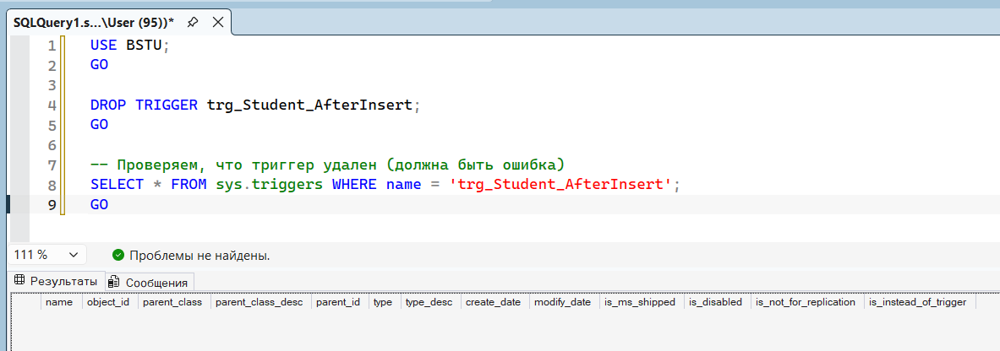 SQLQuery1.s...\User (95))*
1 USE BSTU;
2 GO
3
4 DROP TRIGGER trg_Student_AfterInsert;
5 GO
6
7 -- Проверяем, что триггер удален (должна быть ошибка)
8 SELECT * FROM sys.triggers WHERE name = 'trg_Student_AfterInsert';
9 GO
111 % Проблемы не найдены.
Результаты Сообщения
name object_id parent_class parent_class_desc parent_id type type_desc create_date modify_date is_ms_shipped is_disabled is_not_for_replication is_instead_of_trigger